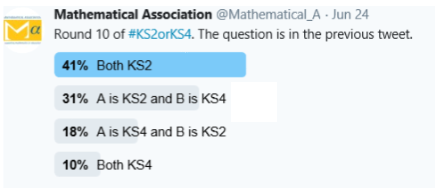 Mathematical Association @Mathematical_A · Jun 24
Round 10 of #KS2orKS4. The question is in the previous tweet.
41% Both KS2
31% A is KS2 and B is KS4
18% A is KS4 and B is KS2
10% Both KS4